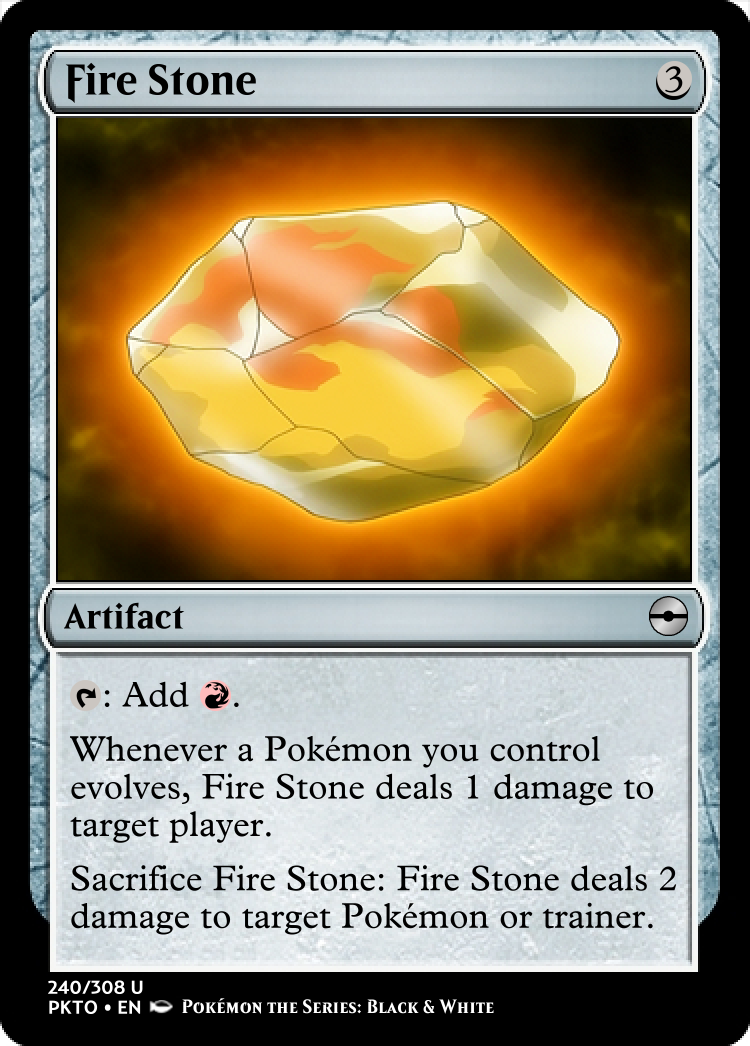 Fire Stone 3
Artifact
: Add .
Whenever a Pokémon you control
evolves, Fire Stone deals 1 damage to
target player.
Sacrifice Fire Stone: Fire Stone deals 2
damage to target Pokémon or trainer.
240/308 U
PKTO • EN Pokémon the Series: Black & White